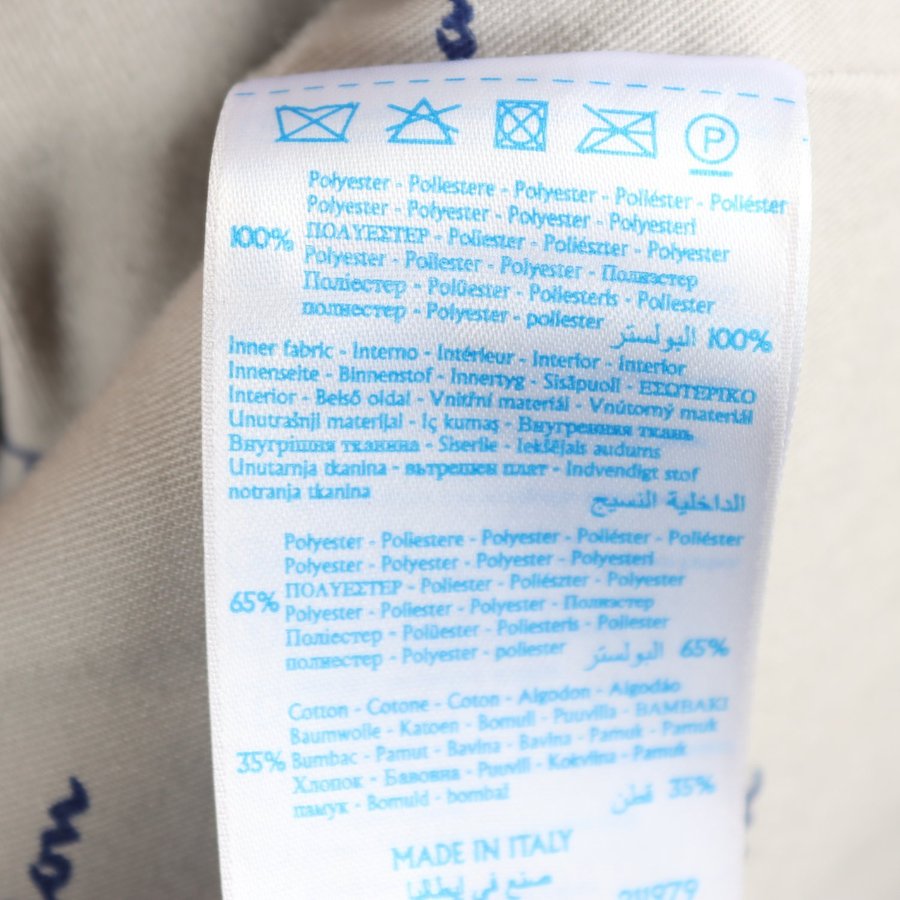 P
Polyester - Poliestere - Polyester - Poliéster - Poliéster
Polyester - Polyester - Polyester - Polyesteri
100% ΠΟΛΥΕΣΤΕΡ - Poliester - Poliészter - Polyester
Polyester - Poliester - Polyester - Полиэстер
Поліестер - Polüester - Poliesteris - Poliester
полиестер - Polyester - poliester البولستر 100%
Inner fabric - Interno - Intérieur - Interior - Interior
Innenseite - Binnenstof - Innertyg - Sisäpuoli - ΕΣΩΤΕΡΙΚΟ
Interior - Belső oldal - Vnitřní materiál - Vnútorný materiál
Unutrašnji materijal - Iç kumaş - Внутренняя ткань
Внутрішня тканина - Sherile - Iekšējais audums
Unutarnja tkanina - вътрешен плат - Indvendigt stof
notranja tkanina الداخلية النسيج
Polyester - Poliestere - Polyester - Poliéster - Poliéster
Polyester - Polyester - Polyester - Polyesteri
65% ΠΟΛΥΕΣΤΕΡ - Poliester - Poliészter - Polyester
Polyester - Poliester - Polyester - Полиэстер
Поліестер - Polüester - Poliesteris - Poliester
полиестер - Polyester - poliester البولستر 65%
Cotton - Cotone - Coton - Algodon - Algodão
Baumwolle - Katoen - Bomull - Puuvilla - ΒΑΜΒΑΚΙ
35% Bumbac - Pamut - Bavlna - Bavlna - Pamuk - Pamuk
Хлопок - Бавовна - Puuvill - Kokvilna - Pamuk
памук - Bomuld - bombaž قطن 35%
MADE IN ITALY
صنع في إيطاليا